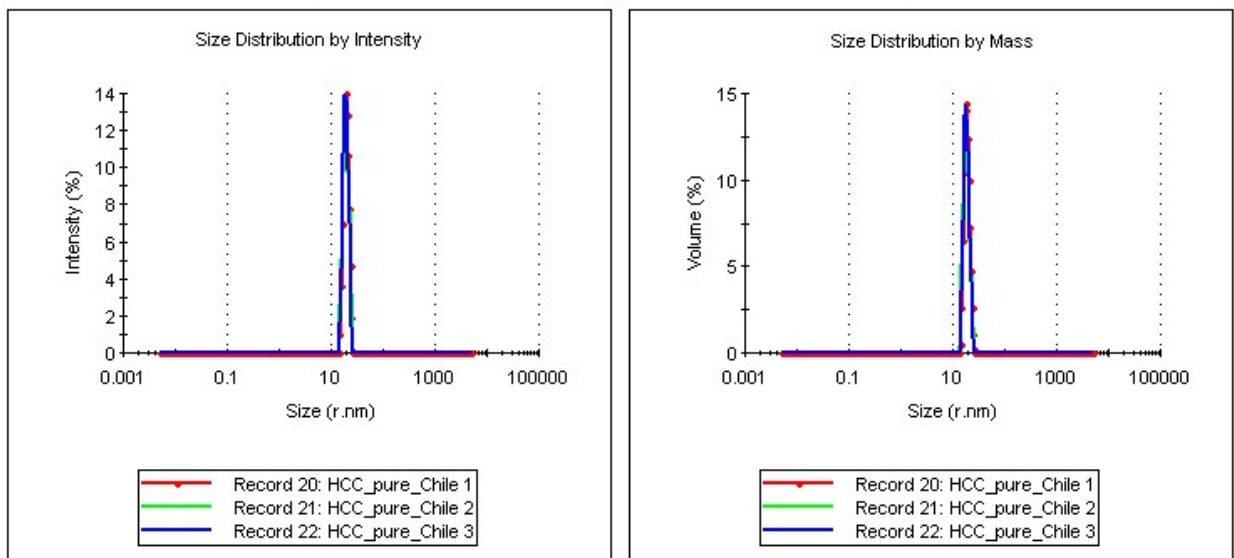 Size Distribution by Intensity
14
12
10
8
6
4
2
0
Intensity (%)
0.001 0.1 10 1000 100000
Size (r.nm)
Record 20: HCC_pure_Chile 1
Record 21: HCC_pure_Chile 2
Record 22: HCC_pure_Chile 3
Size Distribution by Mass
15
10
5
0
Volume (%)
0.001 0.1 10 1000 100000
Size (r.nm)
Record 20: HCC_pure_Chile 1
Record 21: HCC_pure_Chile 2
Record 22: HCC_pure_Chile 3